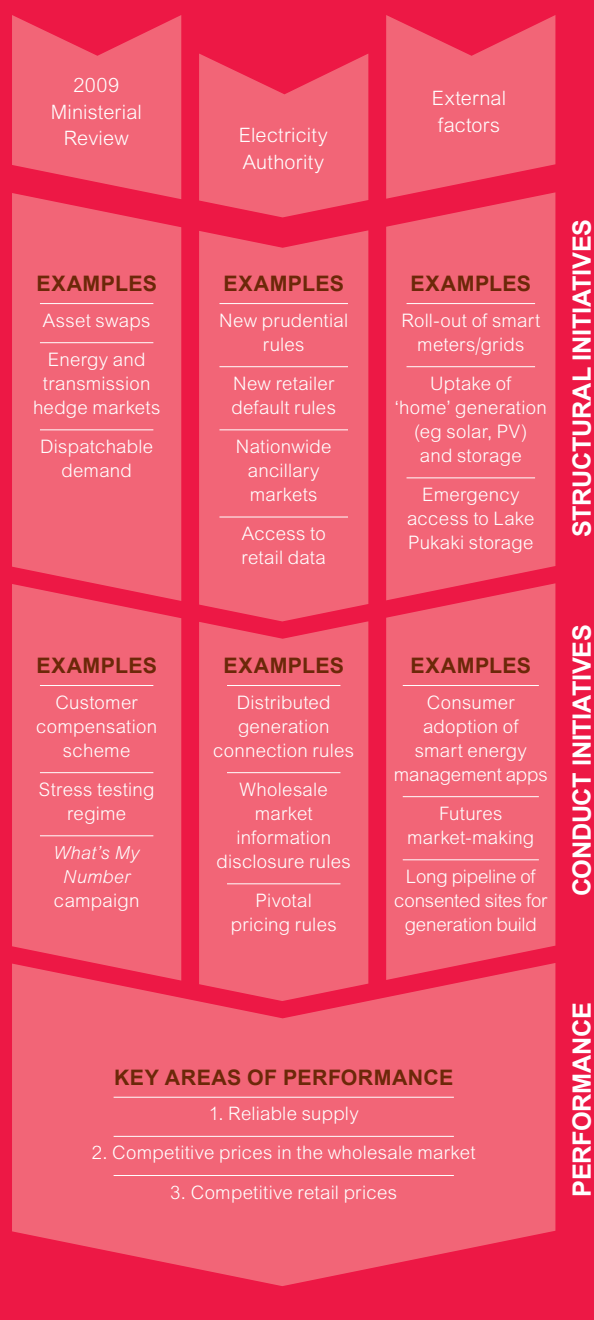 2009
Ministerial
Review
Electricity
Authority
External
factors
STRUCTURAL INITIATIVES
EXAMPLES
Asset swaps
Energy and
transmission
hedge markets
Dispatchable
demand
EXAMPLES
New prudential
rules
New retailer
default rules
Nationwide
ancillary
markets
Access to
retail data
EXAMPLES
Roll-out of smart
meters/grids
Uptake of
‘home’ generation
(eg solar, PV)
and storage
Emergency
access to Lake
Pukaki storage
CONDUCT INITIATIVES
EXAMPLES
Customer
compensation
scheme
Stress testing
regime
What’s My
Number
campaign
EXAMPLES
Distributed
generation
connection rules
Wholesale
market
information
disclosure rules
Pivotal
pricing rules
EXAMPLES
Consumer
adoption of
smart energy
management apps
Futures
market-making
Long pipeline of
consented sites for
generation build
PERFORMANCE
KEY AREAS OF PERFORMANCE
1. Reliable supply
2. Competitive prices in the wholesale market
3. Competitive retail prices